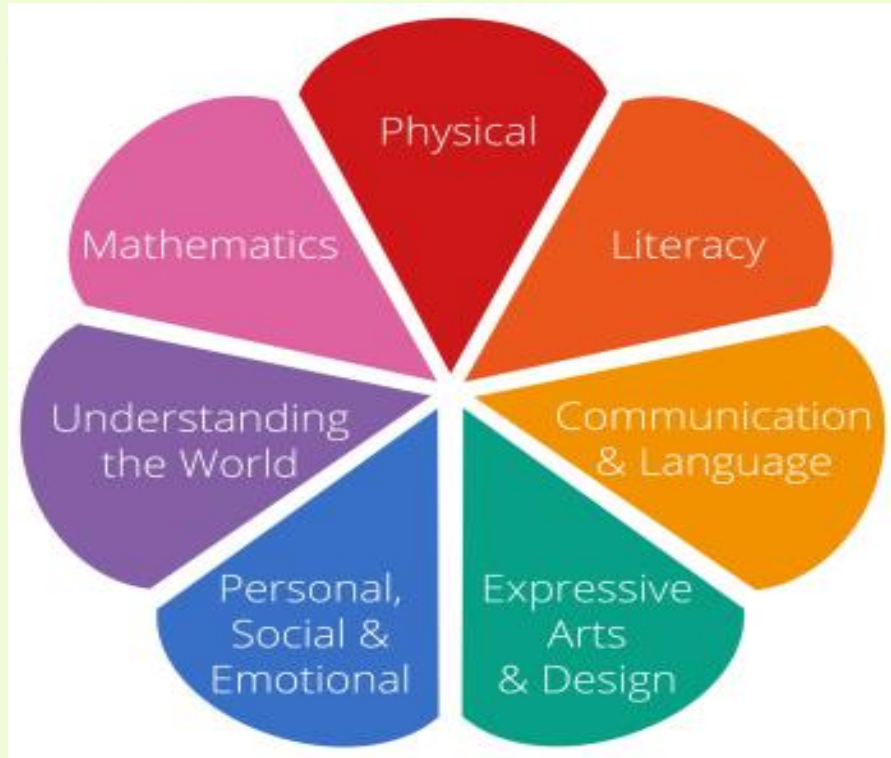 Physical
Literacy
Communication
& Language
Expressive
Arts
& Design
Personal,
Social &
Emotional
Understanding
the World
Mathematics